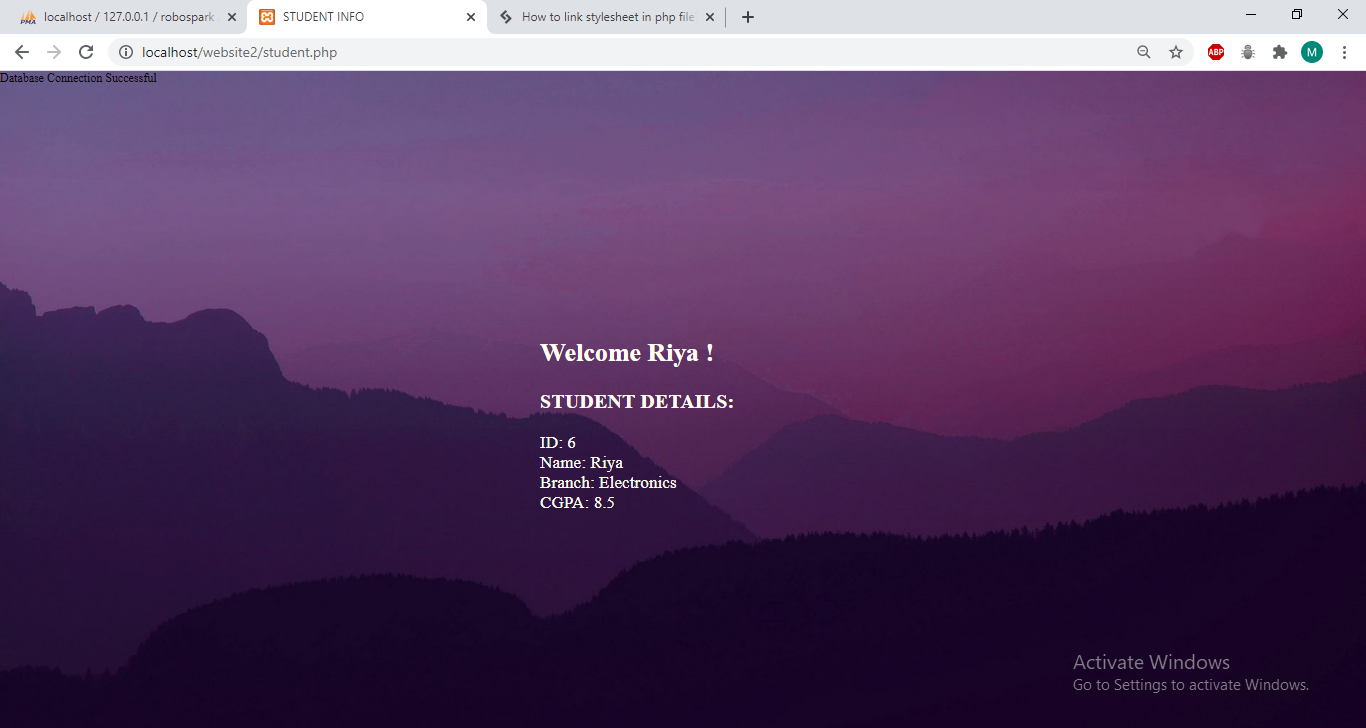 localhost / 127.0.0.1 / robospark
STUDENT INFO
How to link stylesheet in php file
localhost/website2/student.php
ABP
M
Database Connection Successful
Welcome Riya !
STUDENT DETAILS:
ID: 6
Name: Riya
Branch: Electronics
CGPA: 8.5
Activate Windows
Go to Settings to activate Windows.